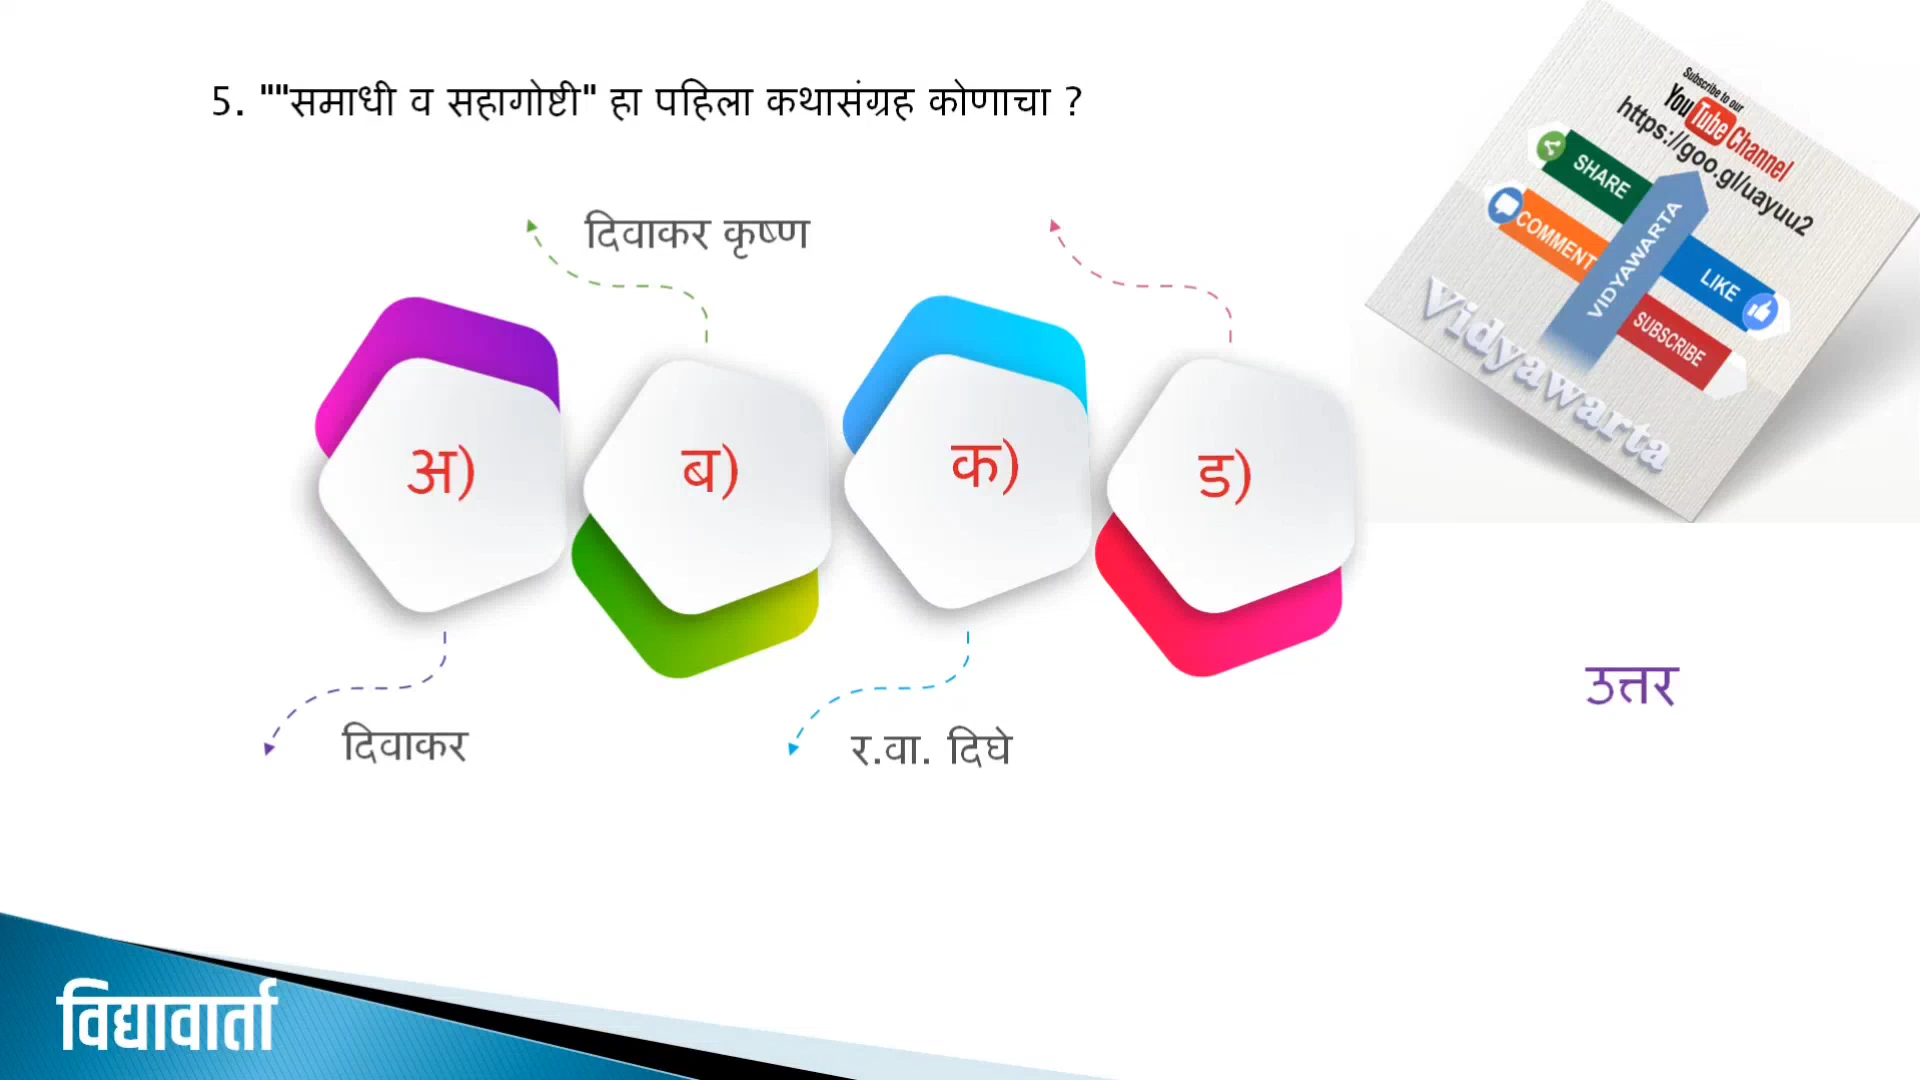 5. ""समाधी व सहागोष्टी" हा पहिला कथासंग्रह कोणाचा ?
दिवाकर कृष्ण
अ)
ब)
क)
ड)
दिवाकर
र.वा. दिघे
उत्तर
Subscribe to our
YouTube Channel
https://goo.gl/uayuu2
SHARE
COMMENT
VIDYAWARTA
LIKE
SUBSCRIBE
Vidyawarta
विद्यावार्ता